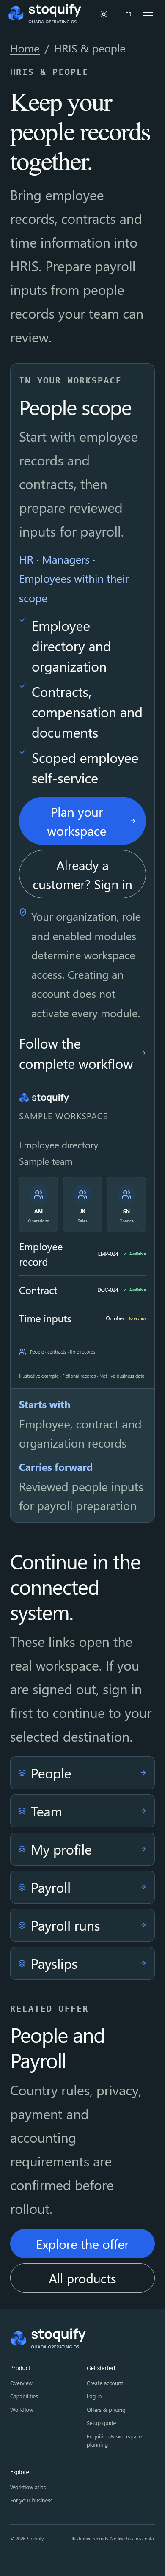 stoquify
OHADA OPERATING OS
FR
Home / HRIS & people
HRIS & PEOPLE
Keep your
people records
together.
Bring employee
records, contracts and
time information into
HRIS. Prepare payroll
inputs from people
records your team can
review.
IN YOUR WORKSPACE
People scope
Start with employee
records and
contracts, then
prepare reviewed
inputs for payroll.
HR · Managers ·
Employees within their
scope
Employee
directory and
organization
Contracts,
compensation and
documents
Scoped employee
self-service
Plan your
workspace
Already a
customer? Sign in
Your organization, role
and enabled modules
determine workspace
access. Creating an
account does not
activate every module.
Follow the
complete workflow
stoquify
SAMPLE WORKSPACE
Employee directory
Sample team
AM
Operations
JK
Sales
SN
Finance
Employee
record
EMP-024
Available
Contract
DOC-024
Available
Time inputs
October
To review
People · contracts · time records
Illustrative example · Fictional records · Not live business data
Starts with
Employee, contract and
organization records
Carries forward
Reviewed people inputs
for payroll preparation
Continue in the
connected
system.
These links open the
real workspace. If you
are signed out, sign in
first to continue to your
selected destination.
People
Team
My profile
Payroll
Payroll runs
Payslips
RELATED OFFER
People and
Payroll
Country rules, privacy,
payment and
accounting
requirements are
confirmed before
rollout.
Explore the offer
All products
stoquify
OHADA OPERATING OS
Product
Overview
Capabilities
Workflow
Get started
Create account
Log in
Offers & pricing
Setup guide
Enquiries & workspace
planning
Explore
Workflow atlas
For your business
© 2026 Stoquify
Illustrative records. No live business data.